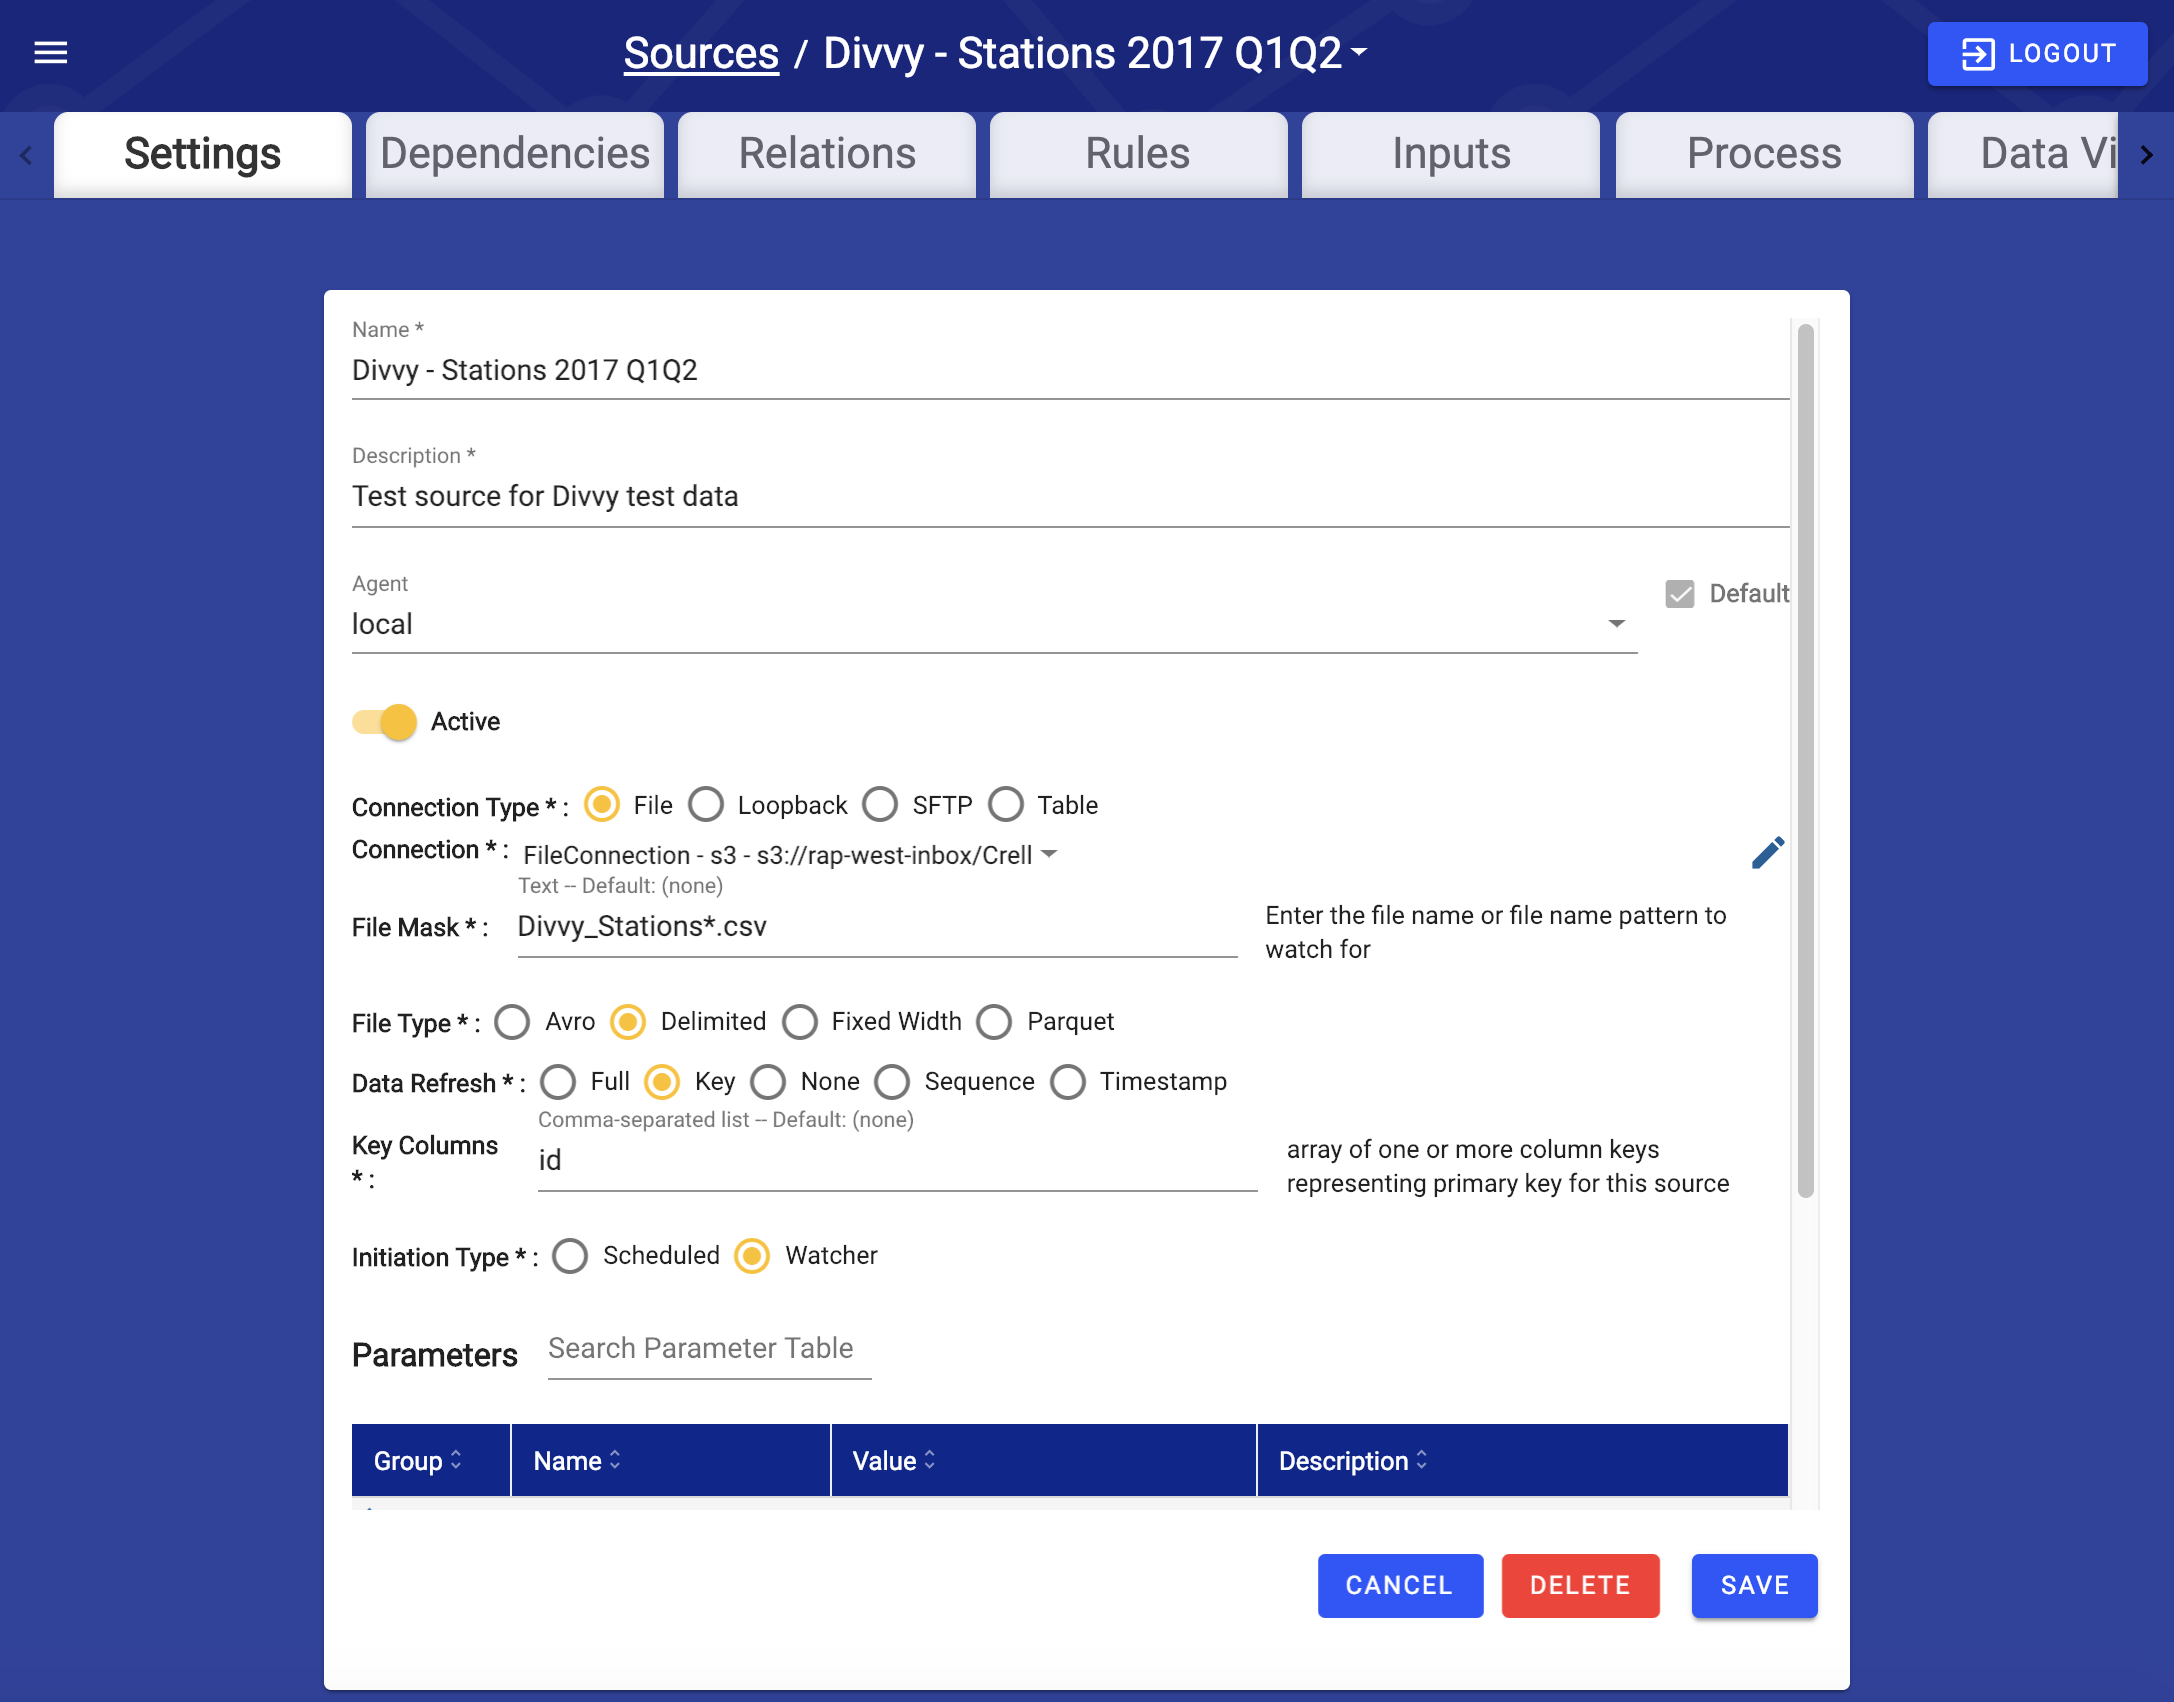 Sources / Divvy - Stations 2017 Q1Q2
LOGOUT
Settings
Dependencies
Relations
Rules
Inputs
Process
Data Vi
Name *
Divvy - Stations 2017 Q1Q2
Description *
Test source for Divvy test data
Agent
local
Default
Active
Connection Type * : File Loopback SFTP Table
Connection * : FileConnection - s3 - s3://rap-west-inbox/Crell
Text -- Default: (none)
File Mask * : Divvy_Stations*.csv
Enter the file name or file name pattern to
watch for
File Type * : Avro Delimited Fixed Width Parquet
Data Refresh * : Full Key None Sequence Timestamp
Comma-separated list -- Default: (none)
Key Columns
* :
id
array of one or more column keys
representing primary key for this source
Initiation Type * : Scheduled Watcher
Parameters Search Parameter Table
Group Name Value Description
CANCEL DELETE SAVE